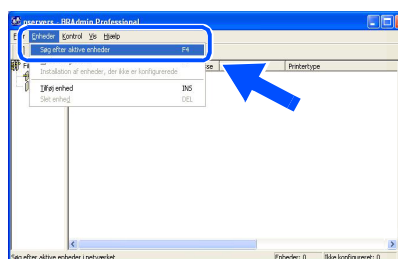 pservers - BRAdmin Professional
Enheder Kontrol Vis Hjælp
Søg efter aktive enheder F4
Printertype
Installation af enheder, der ikke er konfigurerede
Tilføj enhed INS
Slet enhed DEL
Søg efter aktive enheder i netværket Enheder: 0 Ikke konfigureret: 0